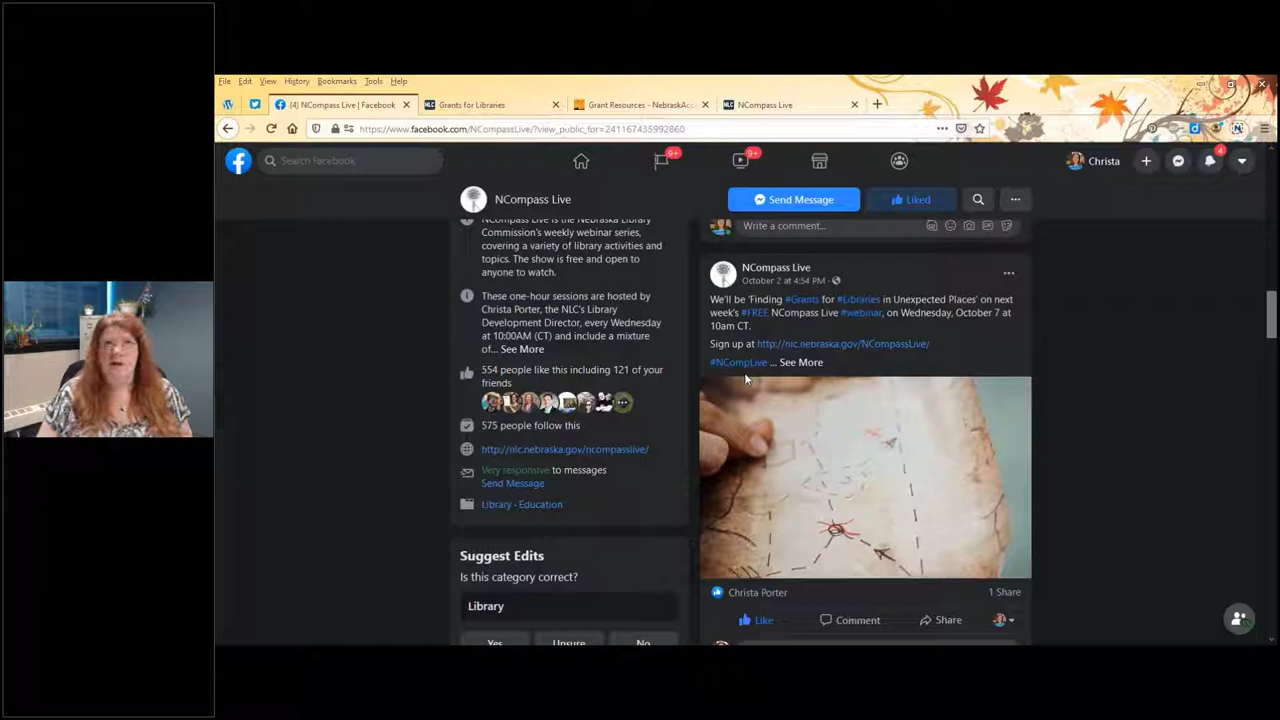 File Edit View History Bookmarks Tools Help
(4) NCompass Live | Facebook
Grants for Libraries
Grant Resources - NebraskAcc
NCompass Live
https://www.facebook.com/NCompassLive/?view_public_for=241167435992860
Search Facebook
9+
9+
Christa
4
NCompass Live
Send Message
Liked
NCompass Live is the Nebraska Library
Commission's weekly webinar series,
covering a variety of library activities and
topics. The show is free and open to
anyone to watch.
These one-hour sessions are hosted by
Christa Porter, the NLC's Library
Development Director, every Wednesday
at 10:00AM (CT) and include a mixture
of... See More
554 people like this including 121 of your
friends
575 people follow this
http://nlc.nebraska.gov/ncompasslive/
Very responsive to messages
Send Message
Library · Education
Suggest Edits
Is this category correct?
Library
Yes
Unsure
No
Write a comment...
NCompass Live
October 2 at 4:54 PM ·
We'll be 'Finding #Grants for #Libraries in Unexpected Places' on next
week's #FREE NCompass Live #webinar, on Wednesday, October 7 at
10am CT.
Sign up at http://nlc.nebraska.gov/NCompassLive/
#NCompLive ... See More
Christa Porter
1 Share
Like
Comment
Share